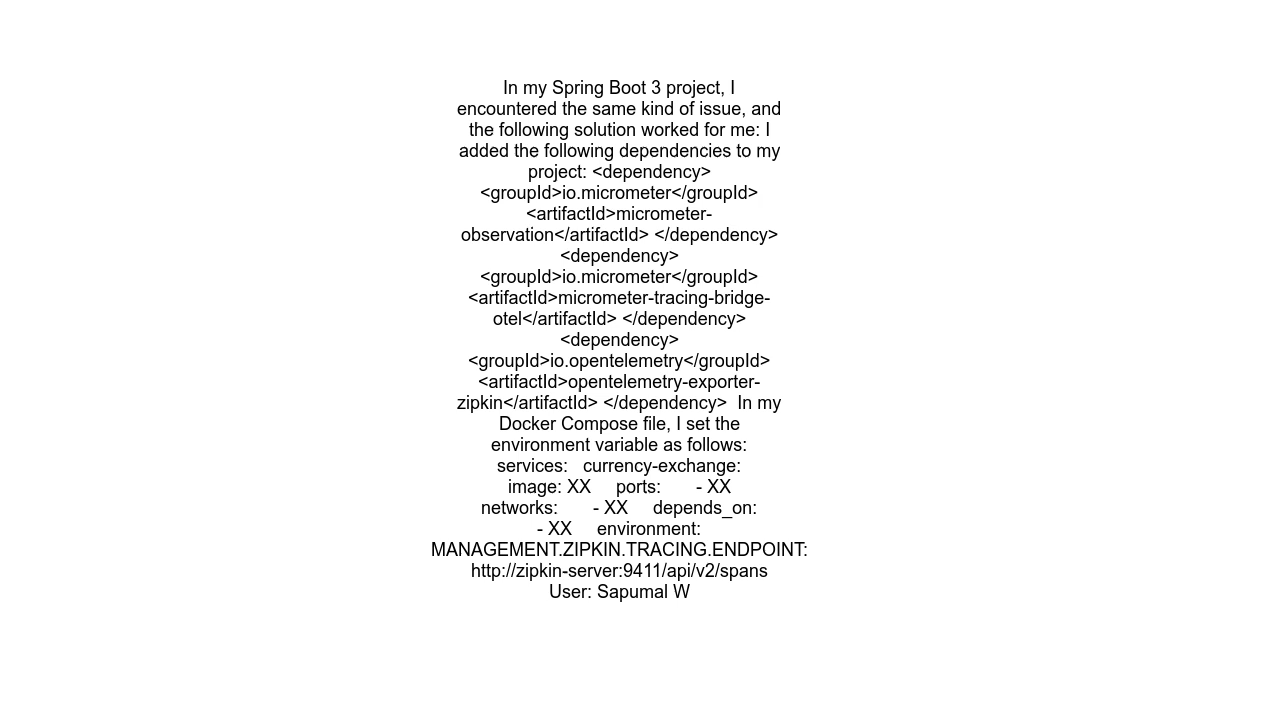 In my Spring Boot 3 project, I
encountered the same kind of issue, and
the following solution worked for me: I
added the following dependencies to my
project: <dependency>
<groupId>io.micrometer</groupId>
<artifactId>micrometer-
observation</artifactId> </dependency>
<dependency>
<groupId>io.micrometer</groupId>
<artifactId>micrometer-tracing-bridge-
otel</artifactId> </dependency>
<dependency>
<groupId>io.opentelemetry</groupId>
<artifactId>opentelemetry-exporter-
zipkin</artifactId> </dependency>  In my
Docker Compose file, I set the
environment variable as follows:
services:   currency-exchange:
image: XX     ports:       - XX
networks:       - XX     depends_on:
- XX     environment:
MANAGEMENT.ZIPKIN.TRACING.ENDPOINT:
http://zipkin-server:9411/api/v2/spans
User: Sapumal W